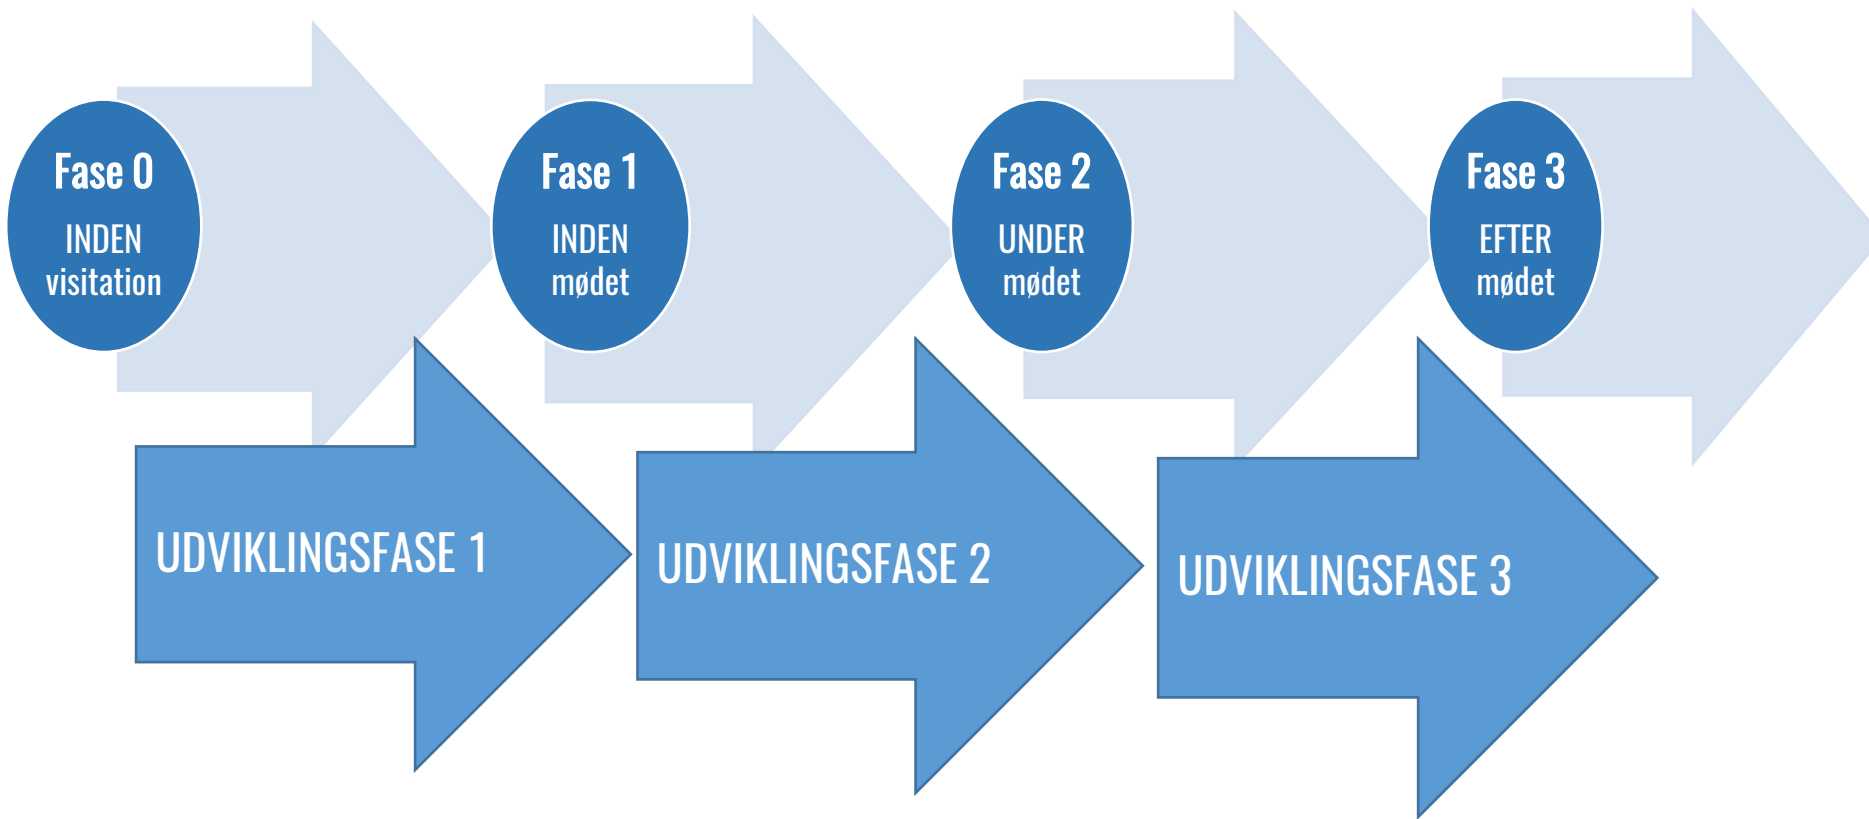 Fase 0
INDEN
visitation
Fase 1
INDEN
mødet
Fase 2
UNDER
mødet
Fase 3
EFTER
mødet
UDVIKLINGSFASE 1
UDVIKLINGSFASE 2
UDVIKLINGSFASE 3